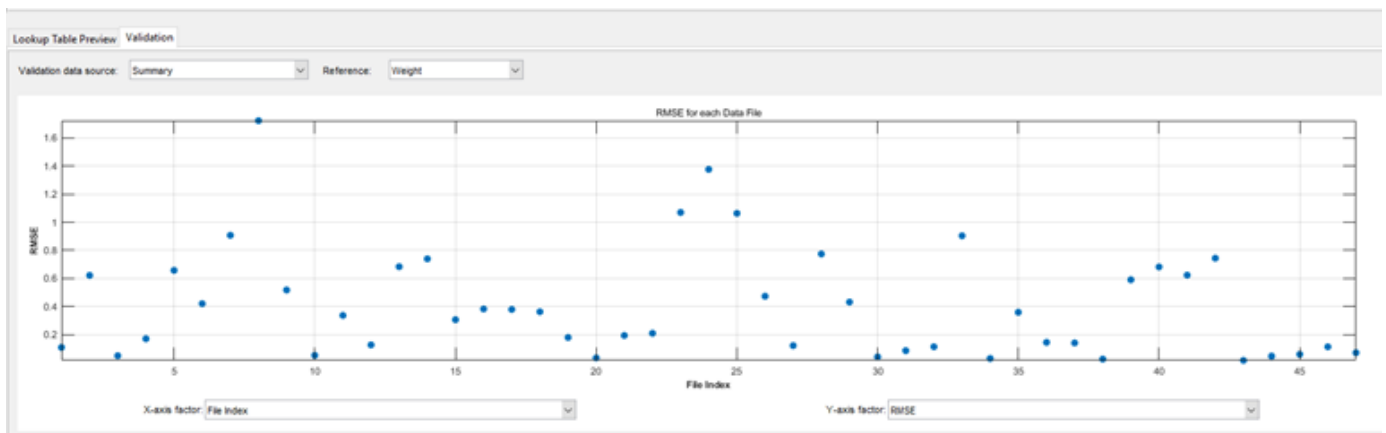 Lookup Table Preview Validation
Validation data source: Summary Reference: Weight
RMSE for each Data File
1.6
1.4
1.2
1
0.8
0.6
0.4
0.2
RMSE
5 10 15 20 25 30 35 40 45
File Index
X-axis factor: File Index Y-axis factor: RMSE